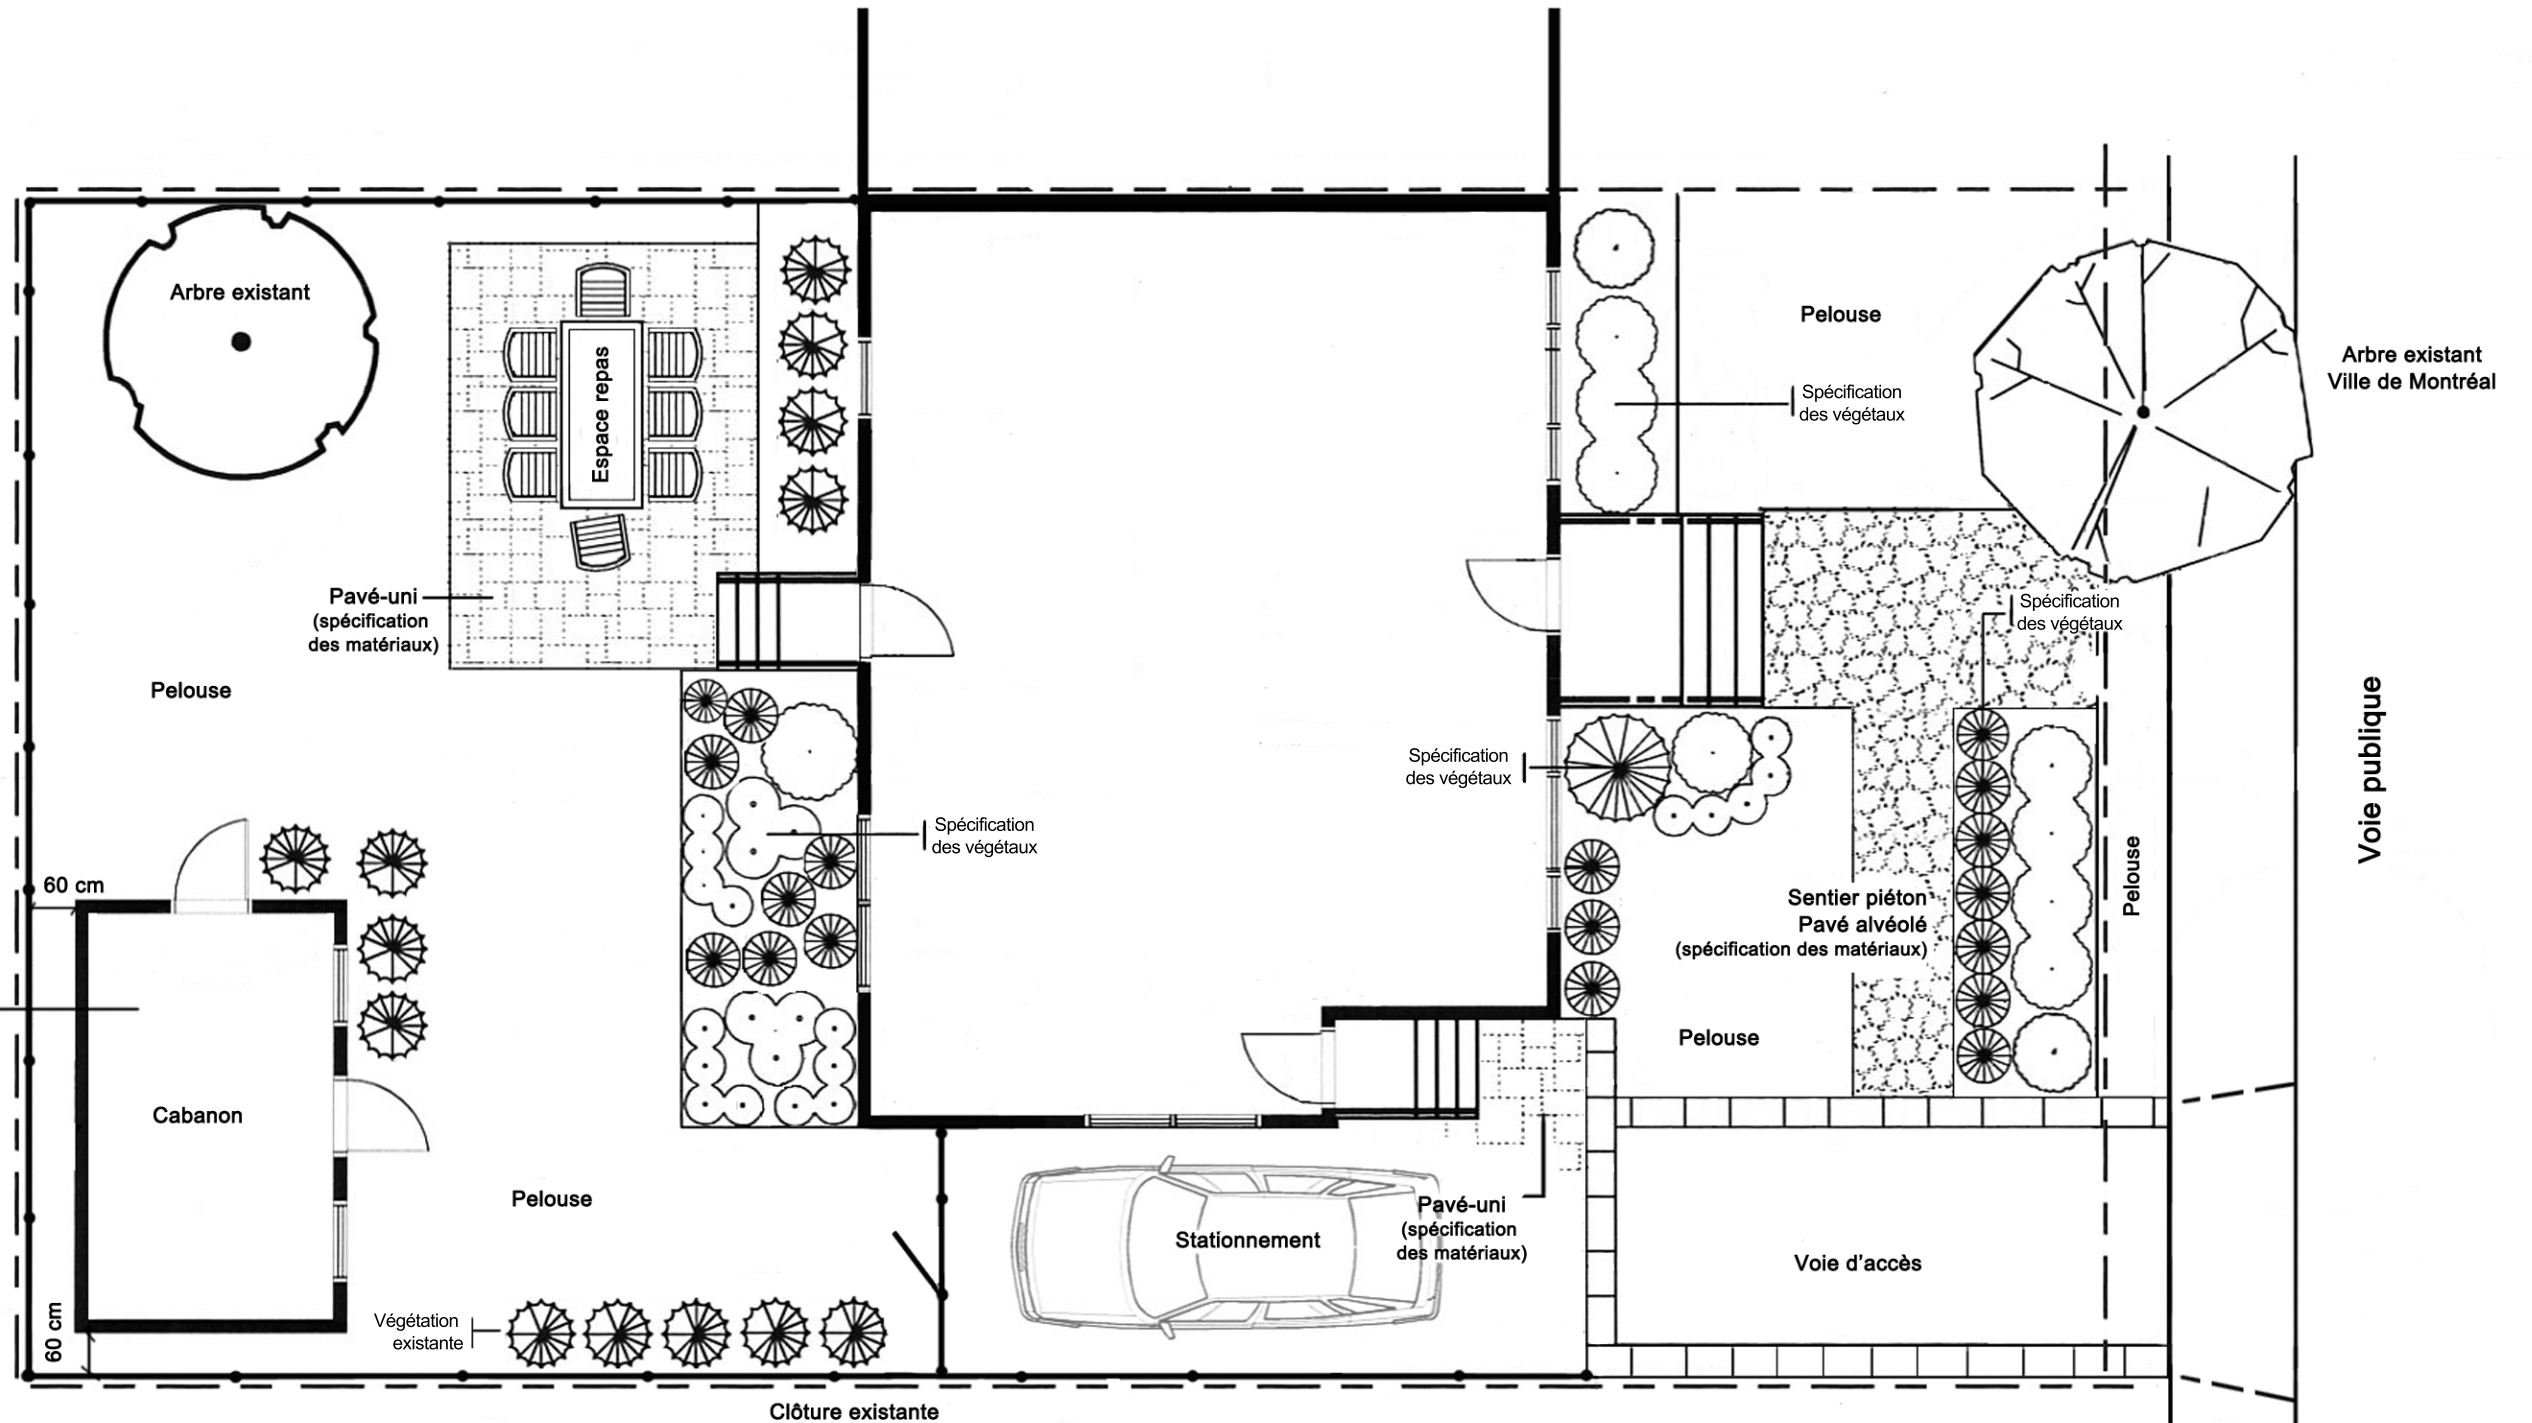 Arbre existant
Espace repas
Pavé-uni
(spécification
des matériaux)
Pelouse
60 cm
Cabanon
60 cm
Végétation
existante
Pelouse
Spécification
des végétaux
Clôture existante
Stationnement
Pavé-uni
(spécification
des matériaux)
Spécification
des végétaux
Pelouse
Spécification
des végétaux
Spécification
des végétaux
Sentier piéton
Pavé alvéolé
(spécification des matériaux)
Pelouse
Pelouse
Voie d'accès
Arbre existant
Ville de Montréal
Voie publique